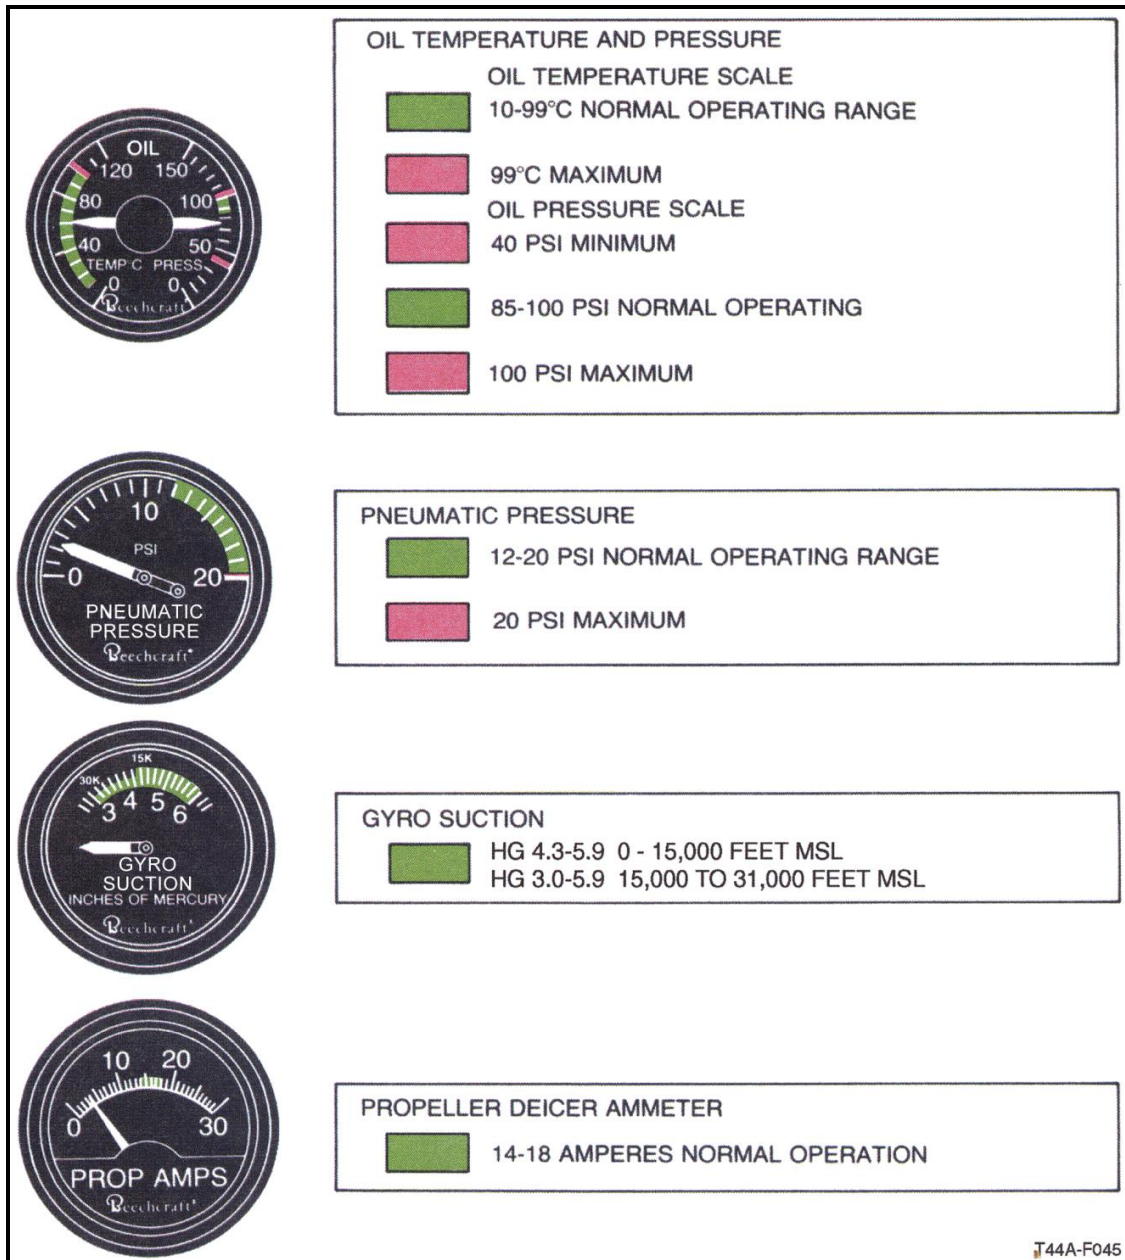 OIL
120 150
80 100
40 50
TEMP°C PRESS
0 0
Beechcraft
OIL TEMPERATURE AND PRESSURE
OIL TEMPERATURE SCALE
10-99°C NORMAL OPERATING RANGE
99°C MAXIMUM
OIL PRESSURE SCALE
40 PSI MINIMUM
85-100 PSI NORMAL OPERATING
100 PSI MAXIMUM
10
PSI
0 20
PNEUMATIC
PRESSURE
Beechcraft
PNEUMATIC PRESSURE
12-20 PSI NORMAL OPERATING RANGE
20 PSI MAXIMUM
15K
30K
3 4 5 6
GYRO
SUCTION
INCHES OF MERCURY
Beechcraft
GYRO SUCTION
HG 4.3-5.9 0 - 15,000 FEET MSL
HG 3.0-5.9 15,000 TO 31,000 FEET MSL
10 20
0 30
PROP AMPS
Beechcraft
PROPELLER DEICER AMMETER
14-18 AMPERES NORMAL OPERATION
T44A-F045